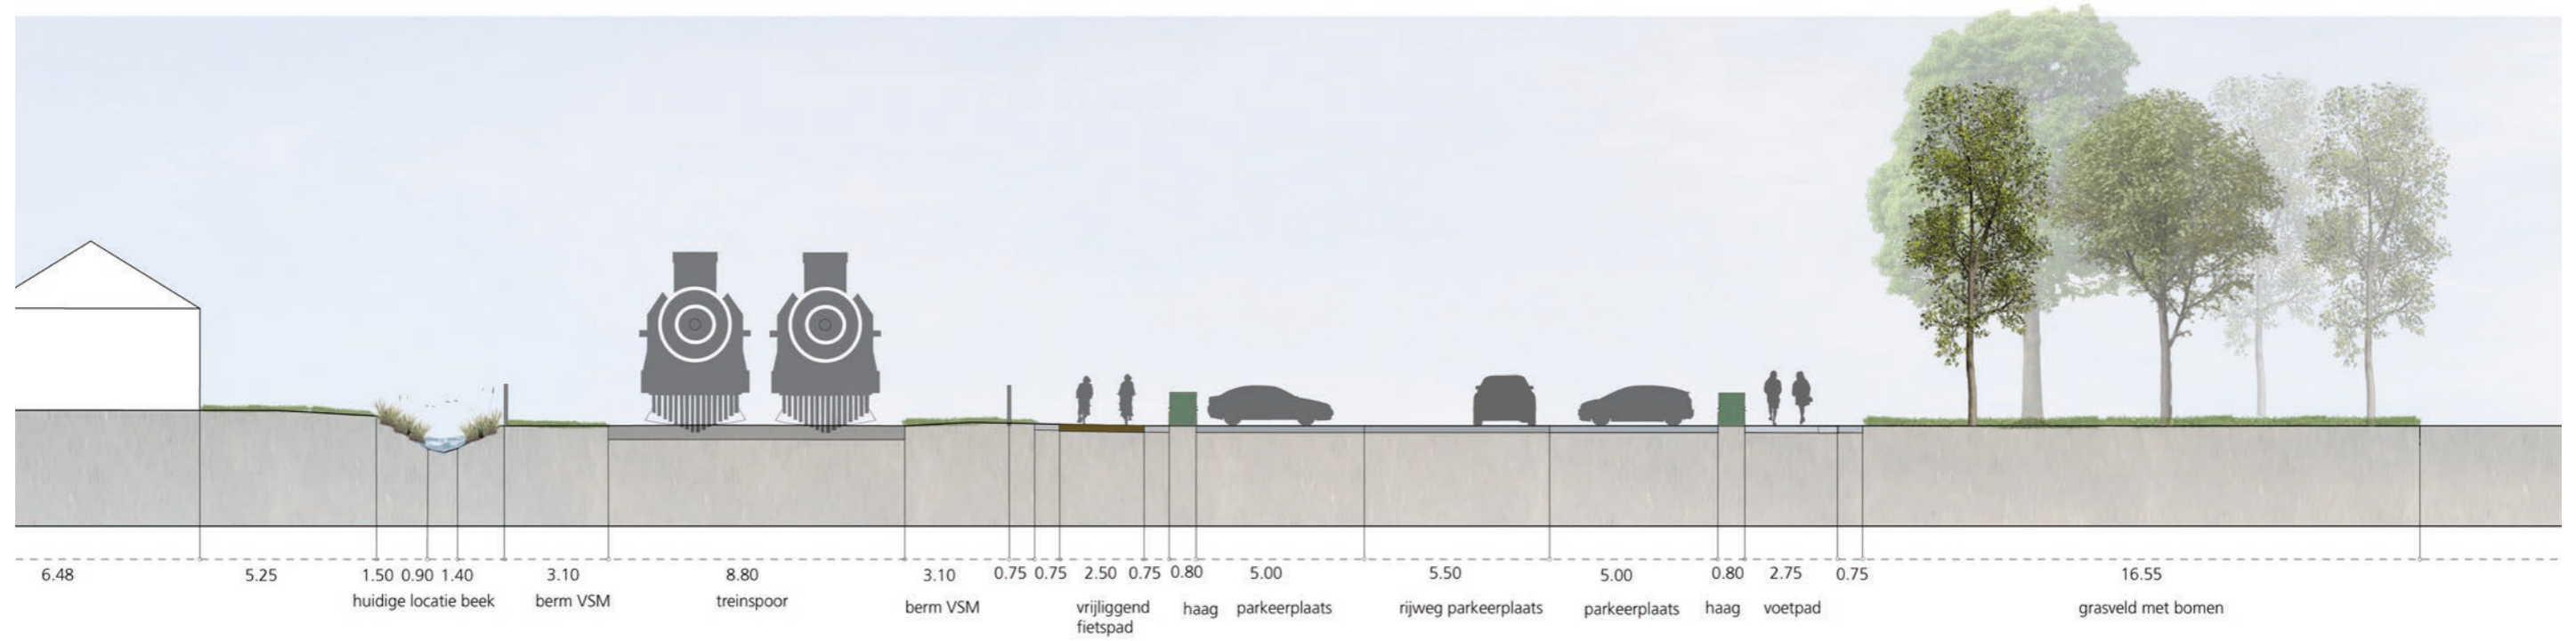 6.48 5.25 1.50 0.90 1.40 3.10 8.80 3.10 0.75 0.75 2.50 0.75 0.80 5.00 5.50 5.00 0.80 2.75 0.75 16.55
huidige locatie beek berm VSM treinspoor berm VSM vrijliggend haag parkeerplaats rijweg parkeerplaats parkeerplaats haag voetpad grasveld met bomen
fietspad